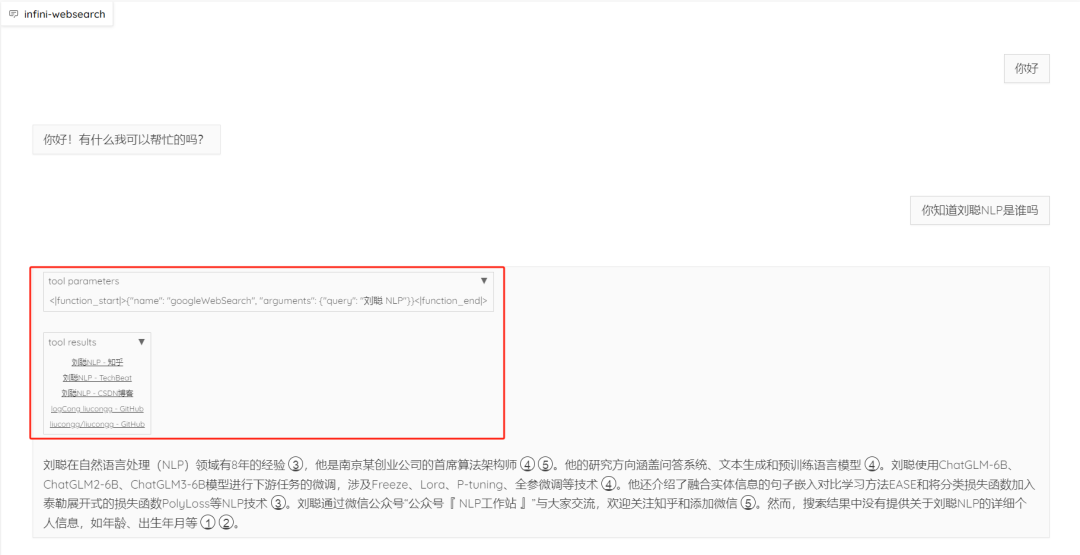 infini-websearch
你好
你好！有什么我可以帮忙的吗？
你知道刘聪NLP是谁吗
tool parameters ▼
<|function_start|>{"name": "googleWebSearch", "arguments": {"query": "刘聪 NLP"}}<|function_end|>
tool results ▼
刘聪NLP - 知乎
刘聪NLP - TechBeat
刘聪NLP - CSDN博客
logCong liucongg - GitHub
liucongg/liucongg - GitHub
刘聪在自然语言处理（NLP）领域有8年的经验③，他是南京某创业公司的首席算法架构师④⑤。他的研究方向涵盖问答系统、文本生成和预训练语言模型④。刘聪使用ChatGLM-6B、
ChatGLM2-6B、ChatGLM3-6B模型进行下游任务的微调，涉及Freeze、Lora、P-tuning、全参微调等技术④。他还介绍了融合实体信息的句子嵌入对比学习方法EASE和将分类损失函数加入
泰勒展开式的损失函数PolyLoss等NLP技术③。刘聪通过微信公众号“公众号『 NLP工作站 』”与大家交流，欢迎关注知乎和添加微信⑤。然而，搜索结果中没有提供关于刘聪NLP的详细个
人信息，如年龄、出生年月等①②。